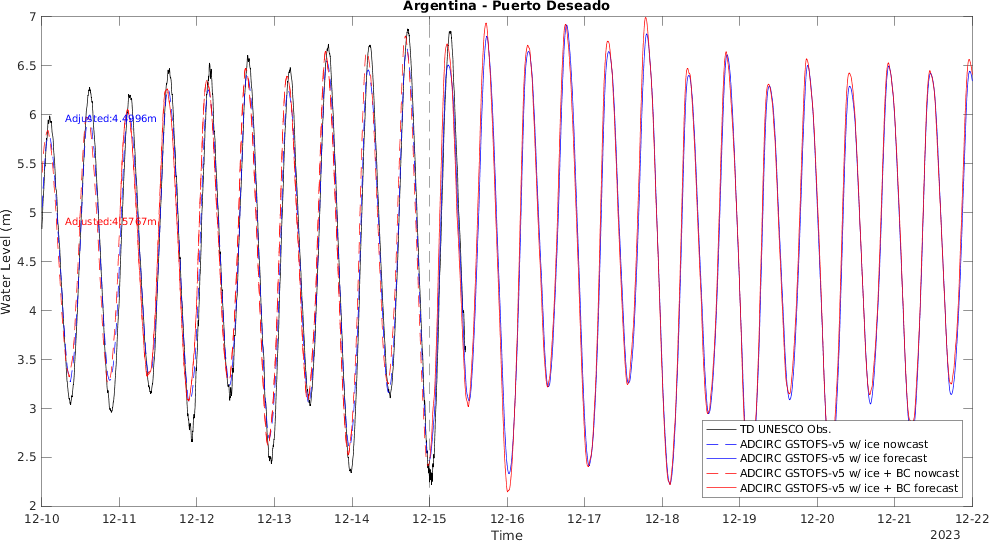 Argentina - Puerto Deseado
7
6.5
6
5.5
5
4.5
4
3.5
3
2.5
2
Water Level (m)
Adjusted:4.4996m
Adjusted:4.5767m
TD UNESCO Obs.
ADCIRC GSTOFS-v5 w/ ice nowcast
ADCIRC GSTOFS-v5 w/ ice forecast
ADCIRC GSTOFS-v5 w/ ice + BC nowcast
ADCIRC GSTOFS-v5 w/ ice + BC forecast
12-10 12-11 12-12 12-13 12-14 12-15 12-16 12-17 12-18 12-19 12-20 12-21 12-22
Time
2023